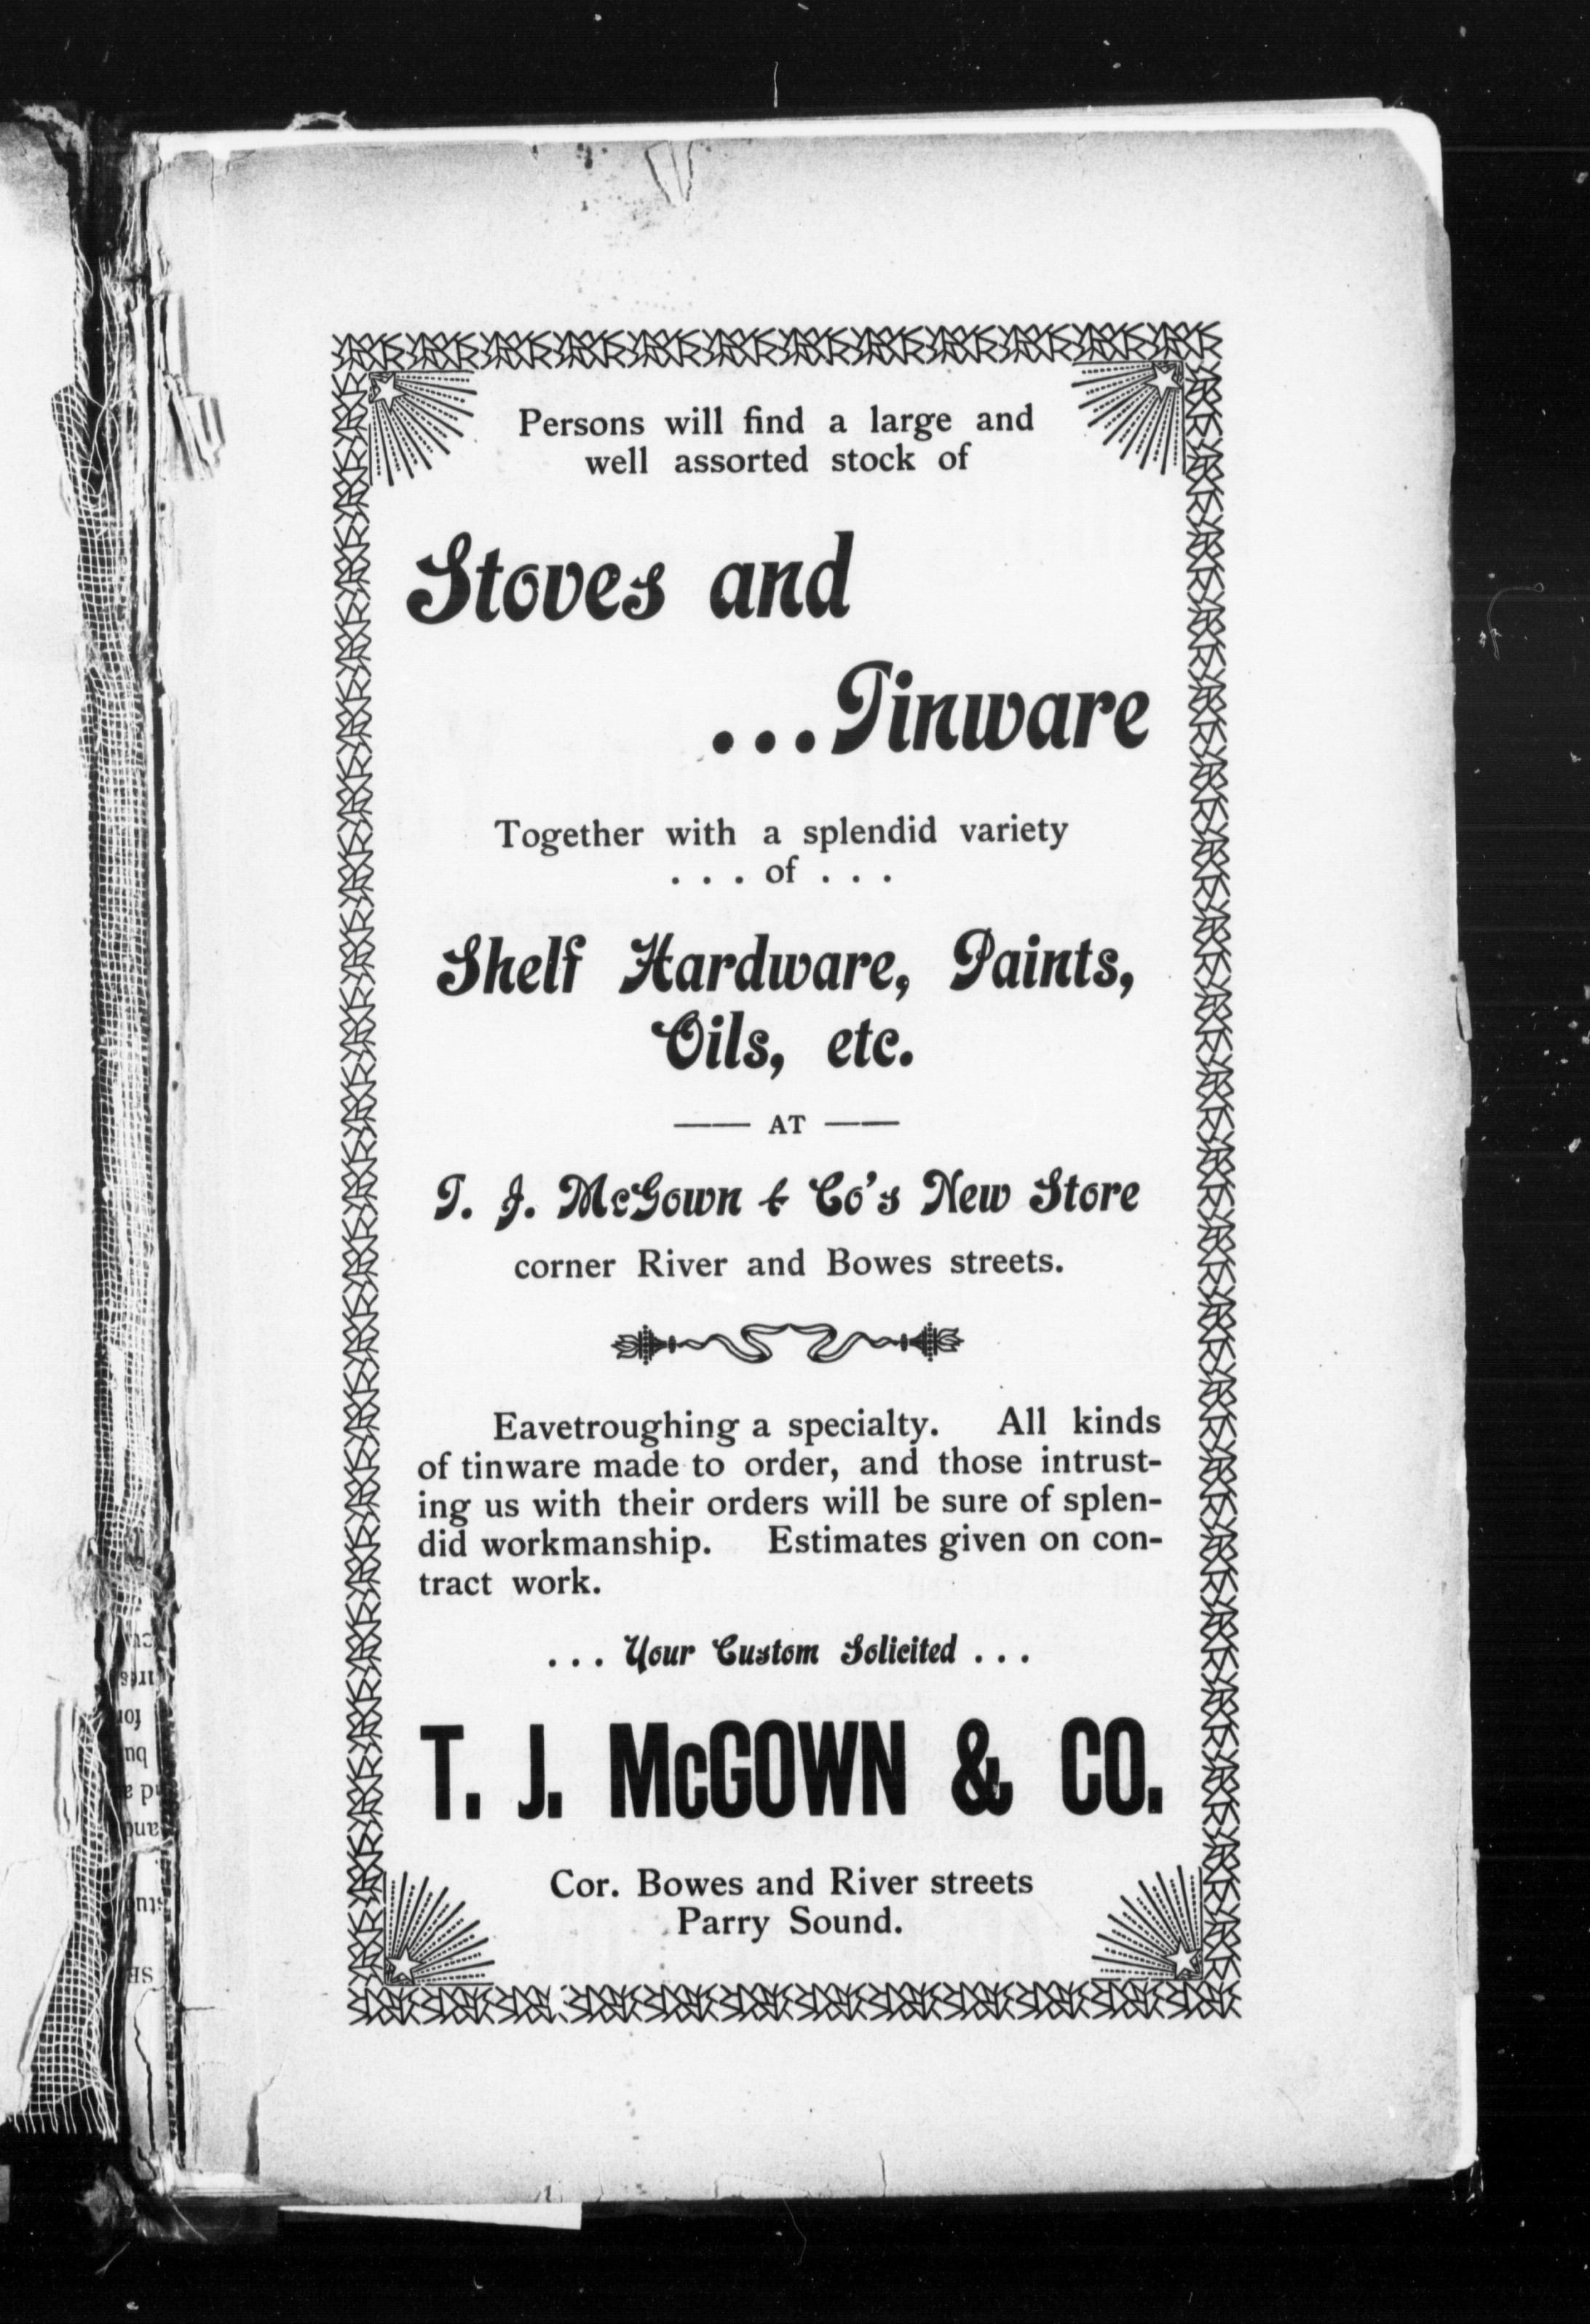 Persons will find a large and
well assorted stock of
Stoves and
...Tinware
Together with a splendid variety
. . . of . . .
Shelf Hardware, Paints,
Oils, etc.
—— AT ——
T. J. McGown & Co's New Store
corner River and Bowes streets.
Eavetroughing a specialty. All kinds
of tinware made to order, and those intrust-
ing us with their orders will be sure of splen-
did workmanship. Estimates given on con-
tract work.
. . . Your Custom Solicited . . .
T. J. McGOWN & CO.
Cor. Bowes and River streets
Parry Sound.